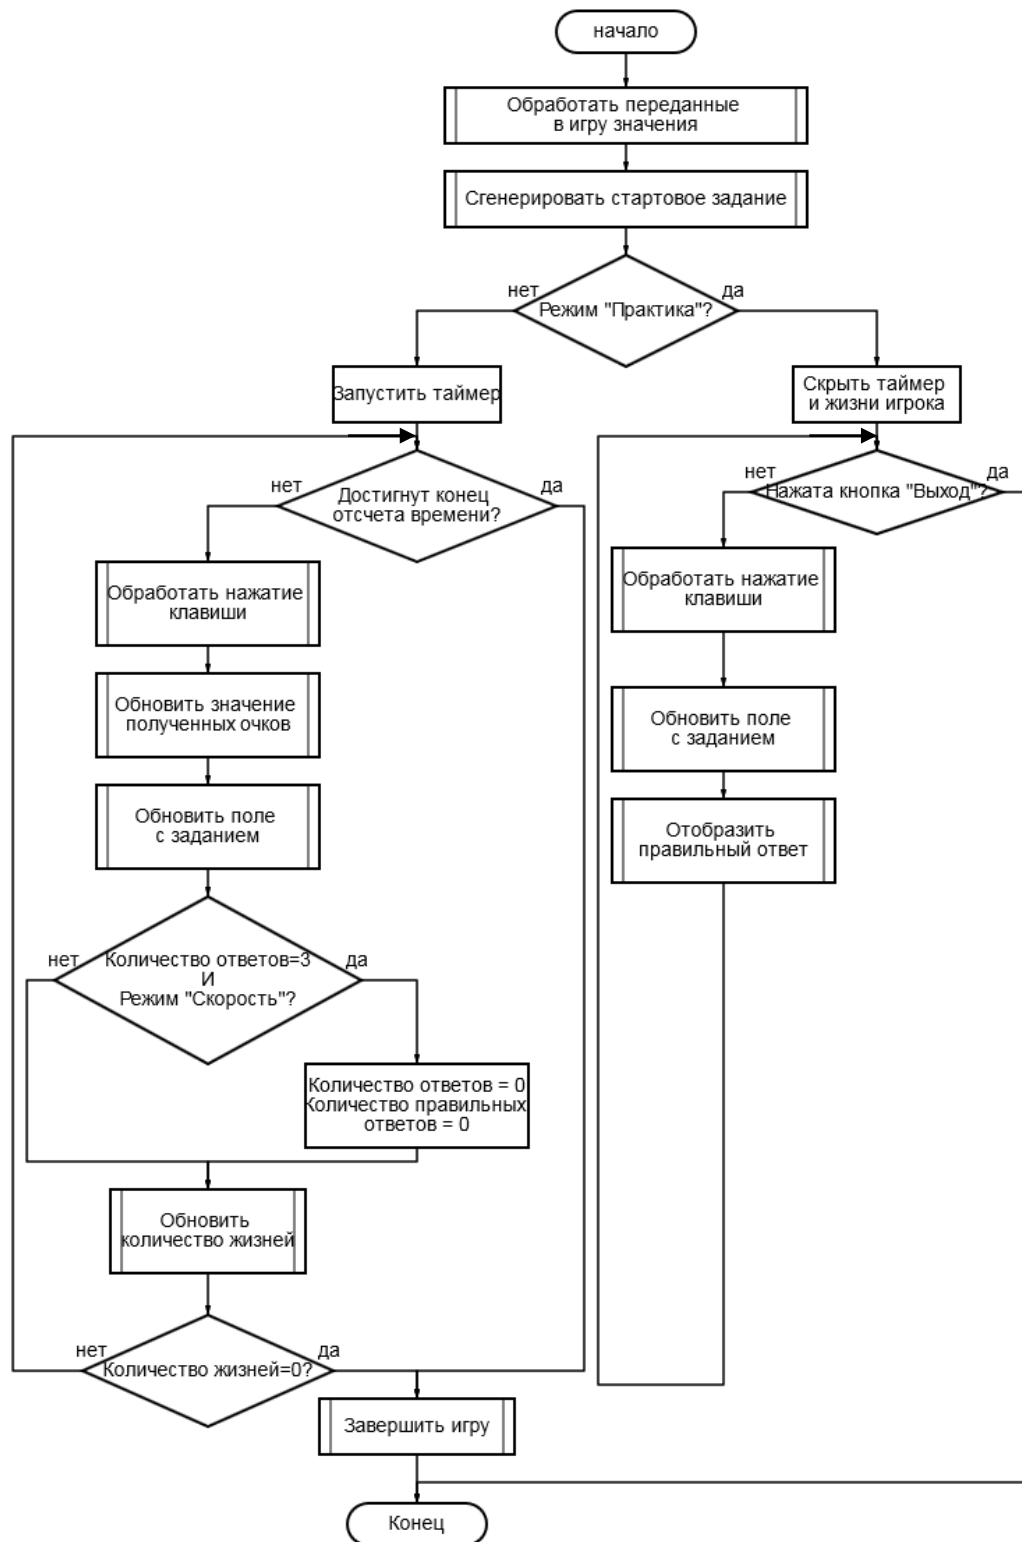 начало
Обработать переданные
в игру значения
Сгенерировать стартовое задание
нет
да
Режим "Практика"?
Запустить таймер
Скрыть таймер
и жизни игрока
нет
да
Достигнут конец
отсчета времени?
нет
да
Нажата кнопка "Выход"?
Обработать нажатие
клавиши
Обновить значение
полученных очков
Обновить поле
с заданием
нет
да
Количество ответов=3
И
Режим "Скорость"?
Количество ответов = 0
Количество правильных
ответов = 0
Обновить
количество жизней
нет
да
Количество жизней=0?
Завершить игру
Обработать нажатие
клавиши
Обновить поле
с заданием
Отобразить
правильный ответ
Конец